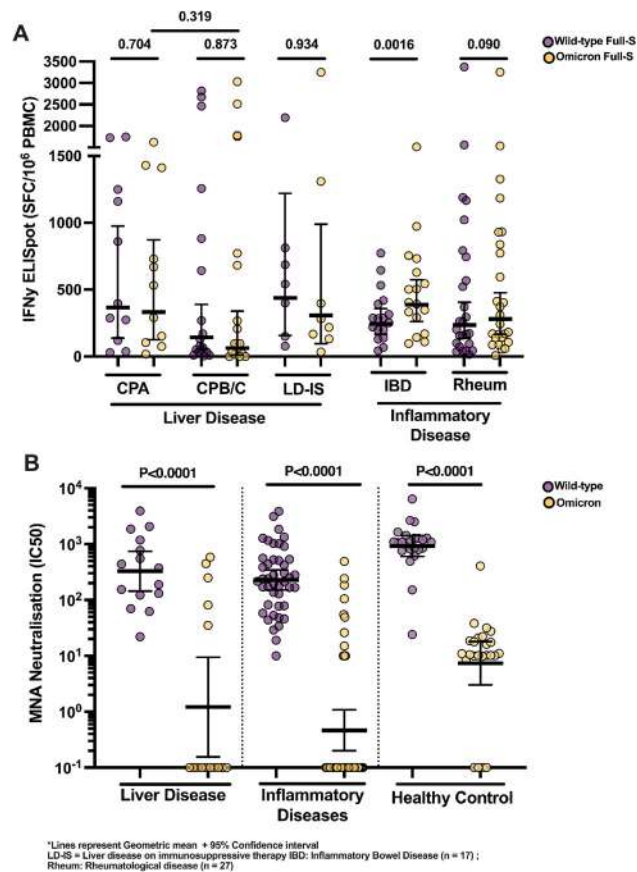 A
0.319
0.704 0.873 0.934 0.0016 0.090
Wild-type Full-S
Omicron Full-S
IFNy ELISpot (SFC/10⁶ PBMC)
3500
3000
2500
2000
1500
1000
500
0
CPA CPB/C LD-IS IBD Rheum
Liver Disease Inflammatory
Disease
B
P<0.0001 P<0.0001 P<0.0001
Wild-type
Omicron
MNA Neutralisation (IC50)
10⁴
10³
10²
10¹
10⁰
10⁻¹
Liver Disease Inflammatory Healthy Control
Diseases
*Lines represent Geometric mean + 95% Confidence interval
LD-IS = Liver disease on immunosuppressive therapy IBD: Inflammatory Bowel Disease (n = 17) ;
Rheum: Rheumatological disease (n = 27)